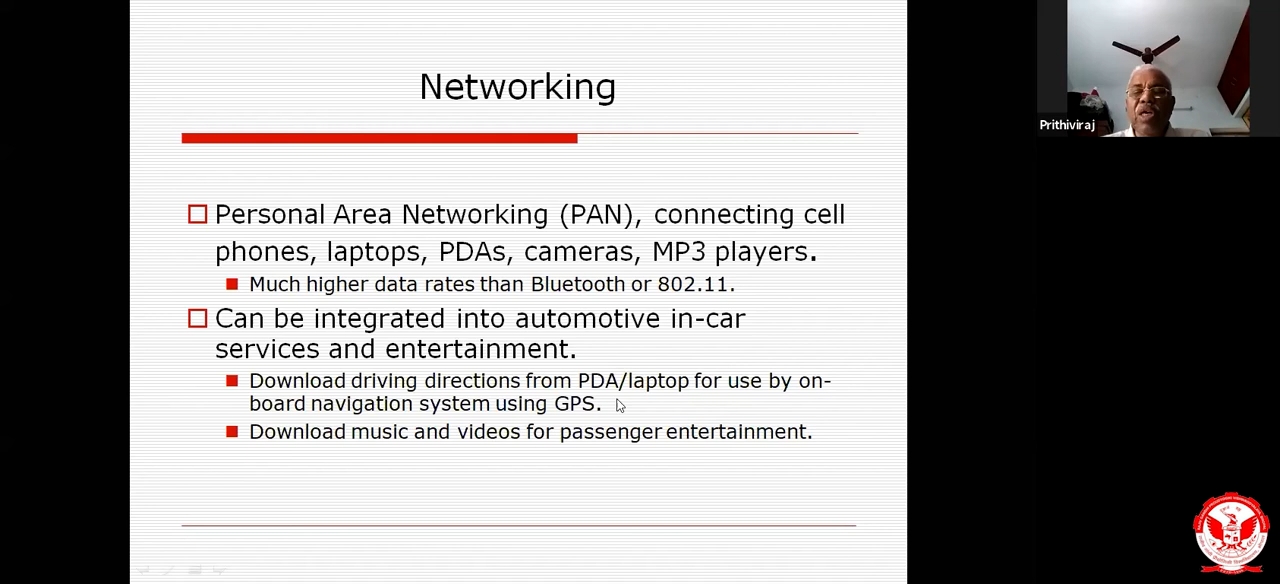 Networking
Personal Area Networking (PAN), connecting cell
phones, laptops, PDAs, cameras, MP3 players.
Much higher data rates than Bluetooth or 802.11.
Can be integrated into automotive in-car
services and entertainment.
Download driving directions from PDA/laptop for use by on-
board navigation system using GPS.
Download music and videos for passenger entertainment.
Prithiviraj